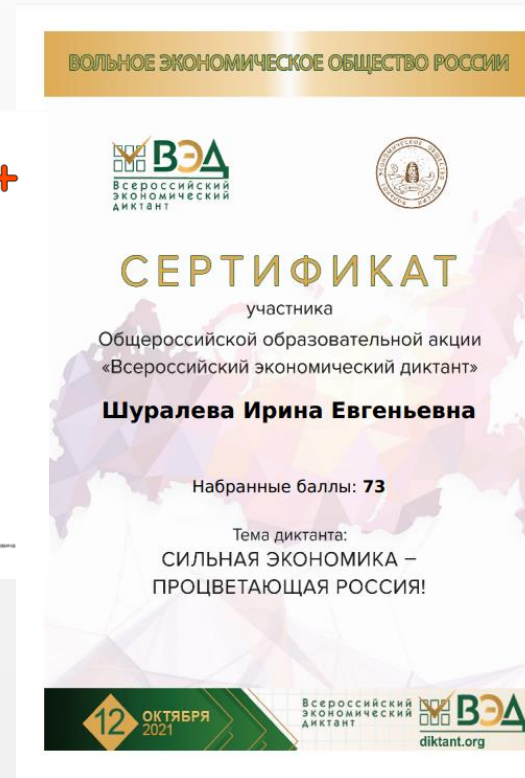 ВОЛЬНОЕ ЭКОНОМИЧЕСКОЕ ОБЩЕСТВО РОССИИ
ВЭД
Всероссийский
экономический
диктант
СЕРТИФИКАТ
участника
Общероссийской образовательной акции
«Всероссийский экономический диктант»
Шуралева Ирина Евгеньевна
Набранные баллы: 73
Тема диктанта:
СИЛЬНАЯ ЭКОНОМИКА –
ПРОЦВЕТАЮЩАЯ РОССИЯ!
12 ОКТЯБРЯ
2021
Всероссийский
экономический
диктант
ВЭД
diktant.org